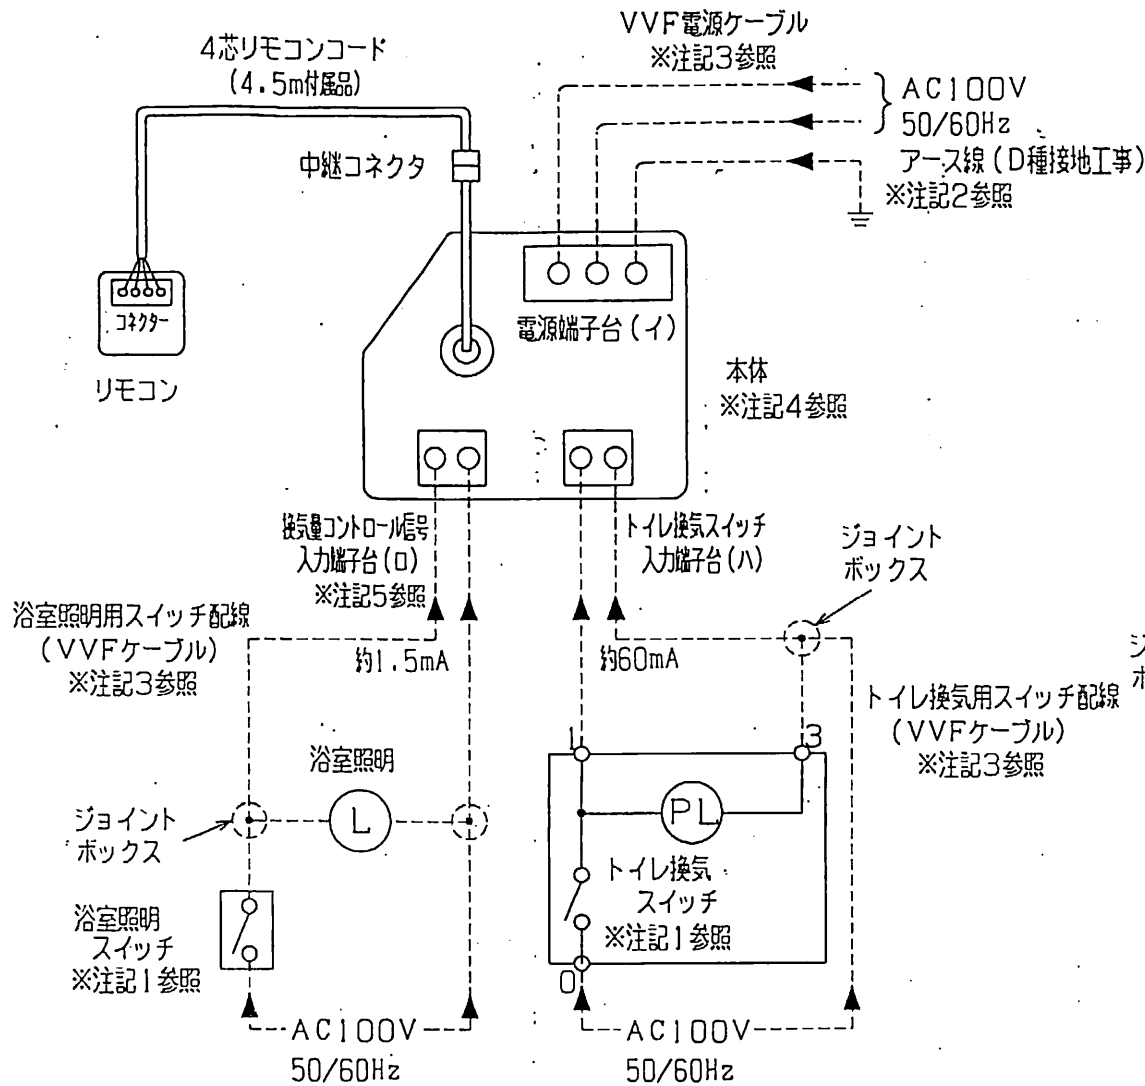 4芯リモコンコード
(4.5m付属品)
VVF電源ケーブル
※注記3参照
AC100V
50/60Hz
アース線(D種接地工事)
※注記2参照
中継コネクタ
コネクター
リモコン
電源端子台(イ)
本体
※注記4参照
換気量コントロール信号
入力端子台(ロ)
※注記5参照
トイレ換気スイッチ
入力端子台(ハ)
ジョイント
ボックス
浴室照明用スイッチ配線
(VVFケーブル)
※注記3参照
約1.5mA
約60mA
トイレ換気用スイッチ配線
(VVFケーブル)
※注記3参照
浴室照明
L
ジョイント
ボックス
1
3
PL
トイレ換気
スイッチ
※注記1参照
0
浴室照明
スイッチ
※注記1参照
AC100V
50/60Hz
AC100V
50/60Hz